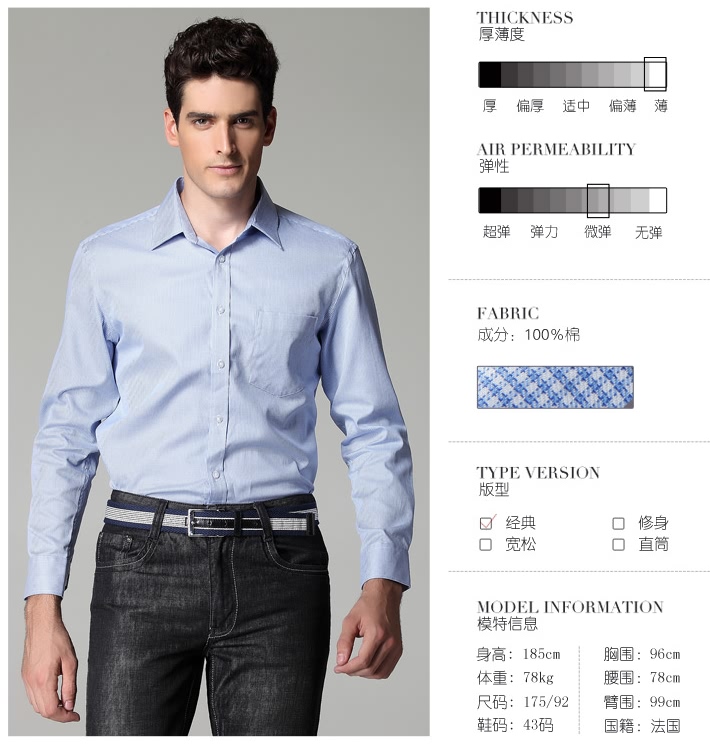 THICKNESS
厚薄度
厚 偏厚 适中 偏薄 薄
AIR PERMEABILITY
弹性
超弹 弹力 微弹 无弹
FABRIC
成分：100%棉
TYPE VERSION
版型
经典 修身
宽松 直筒
MODEL INFORMATION
模特信息
身高：185cm 胸围：96cm
体重：78kg 腰围：78cm
尺码：175/92 臂围：99cm
鞋码：43码 国籍：法国